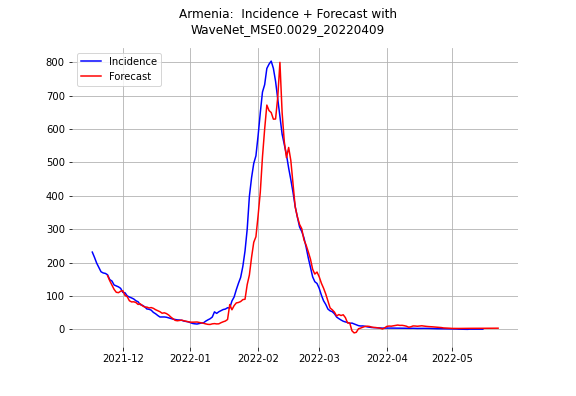 Armenia:  Incidence + Forecast with
WaveNet_MSE0.0029_20220409
Incidence
Forecast
800
700
600
500
400
300
200
100
0
2021-12 2022-01 2022-02 2022-03 2022-04 2022-05